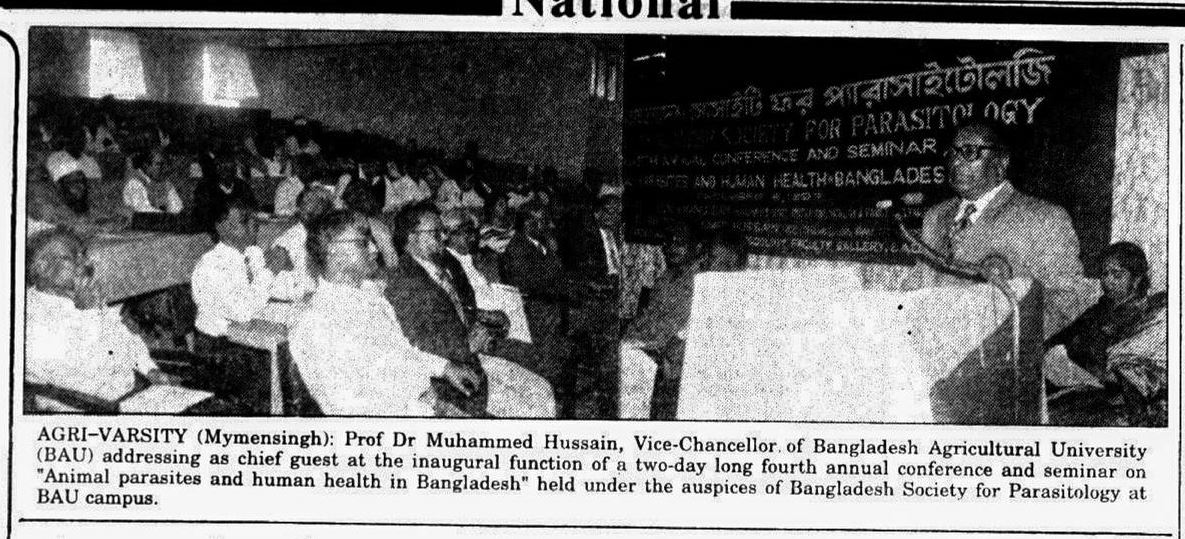 National
ফর প্যারাসাইটোলজি
SOCIETY FOR PARASITOLOGY
CONFERENCE AND SEMINAR
AND HUMAN HEALTH BANGLADES
FACULTY GALLERY,
AGRI-VARSITY (Mymensingh): Prof Dr Muhammed Hussain, Vice-Chancellor. of Bangladesh Agricultural University
(BAU) addressing as chief guest at the inaugural function of a two-day long fourth annual conference and seminar on
"Animal parasites and human health in Bangladesh" held under the auspices of Bangladesh Society for Parasitology at
BAU campus.